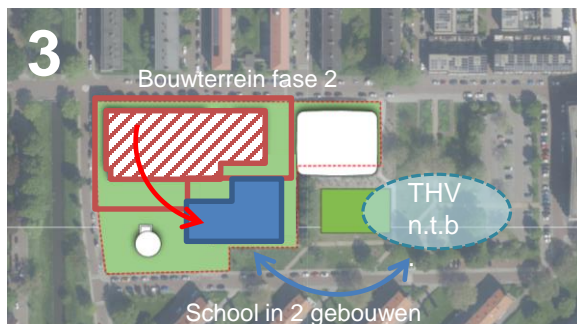 3
Bouwterrein fase 2
THV
n.t.b
.
School in 2 gebouwen